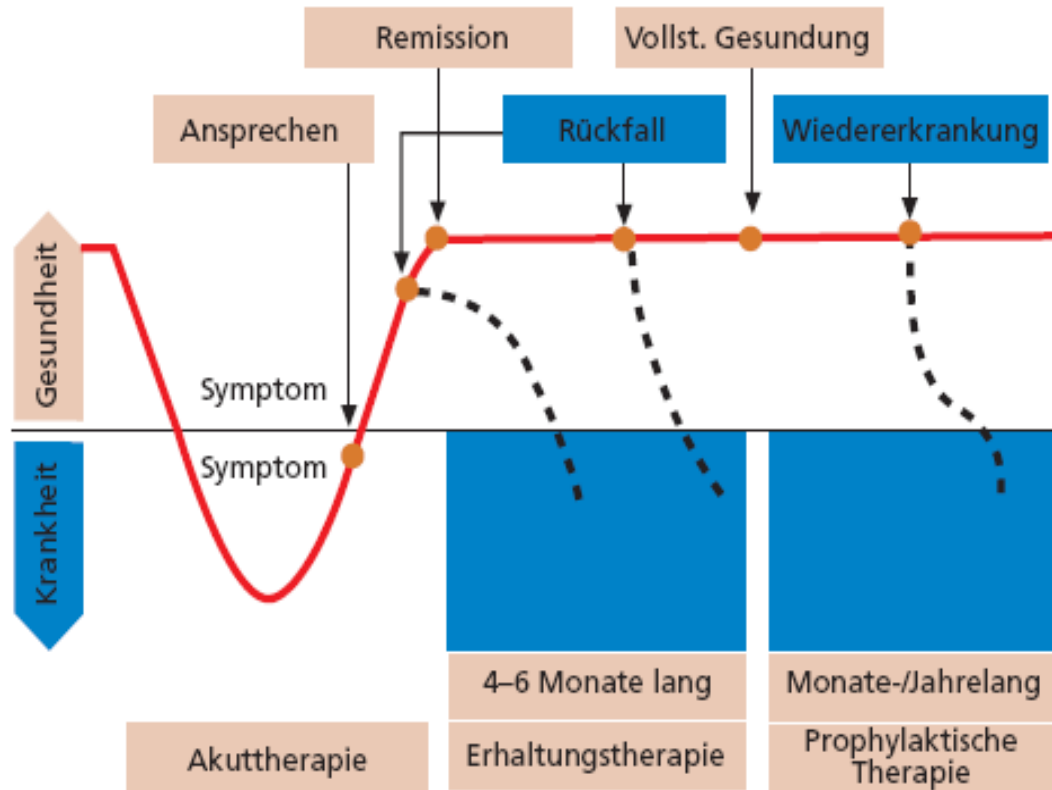 Remission
Vollst. Gesundung
Ansprechen
Rückfall
Wiedererkrankung
Gesundheit
Symptom
Symptom
Krankheit
4–6 Monate lang
Monate-/Jahrelang
Akuttherapie
Erhaltungstherapie
Prophylaktische
Therapie